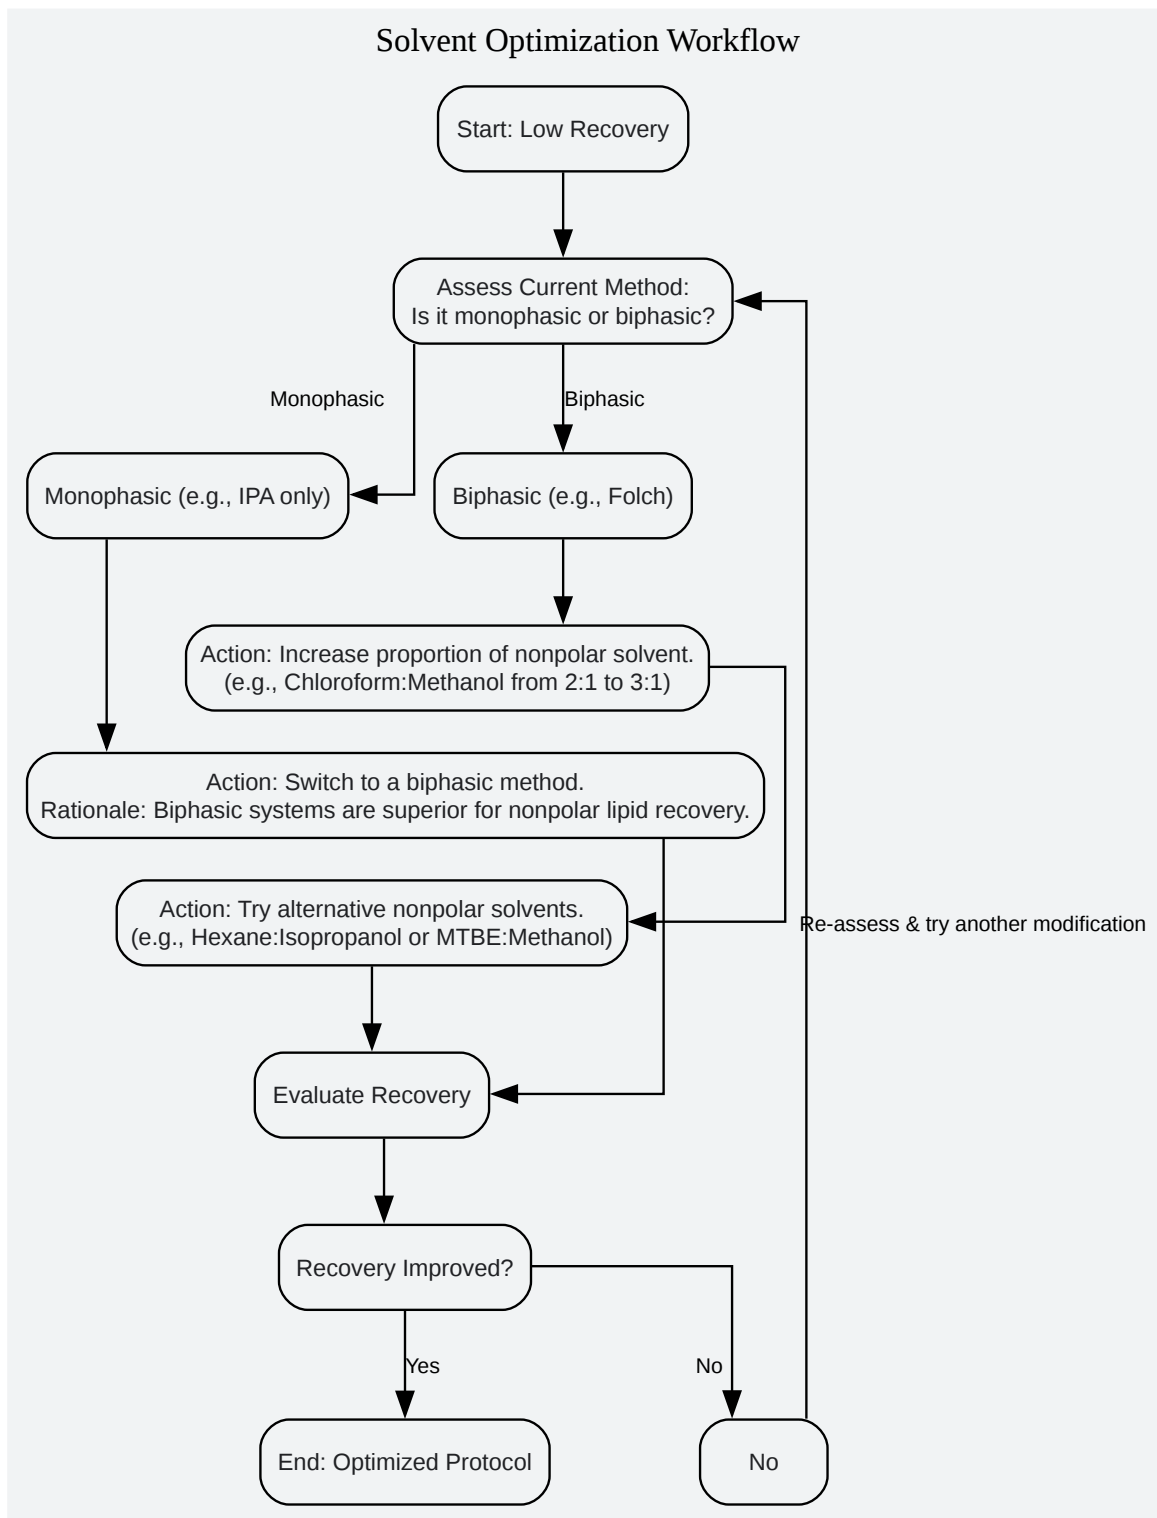 Solvent Optimization Workflow
Start: Low Recovery
Assess Current Method:
Is it monophasic or biphasic?
Monophasic
Biphasic
Monophasic (e.g., IPA only)
Biphasic (e.g., Folch)
Action: Increase proportion of nonpolar solvent.
(e.g., Chloroform:Methanol from 2:1 to 3:1)
Action: Switch to a biphasic method.
Rationale: Biphasic systems are superior for nonpolar lipid recovery.
Action: Try alternative nonpolar solvents.
(e.g., Hexane:Isopropanol or MTBE:Methanol)
Re-assess & try another modification
Evaluate Recovery
Recovery Improved?
Yes
No
End: Optimized Protocol
No